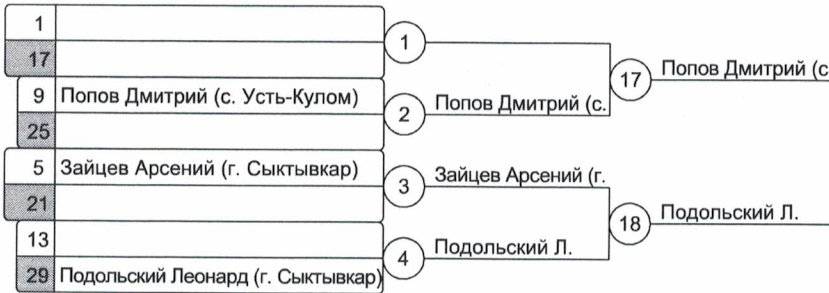 1
1
17
17
Попов Дмитрий (с
9 Попов Дмитрий (с. Усть-Кулом)
2
Попов Дмитрий (с.
25
5 Зайцев Арсений (г. Сыктывкар)
3
Зайцев Арсений (г.
21
18
Подольский Л.
13
4
Подольский Л.
29 Подольский Леонард (г. Сыктывкар)